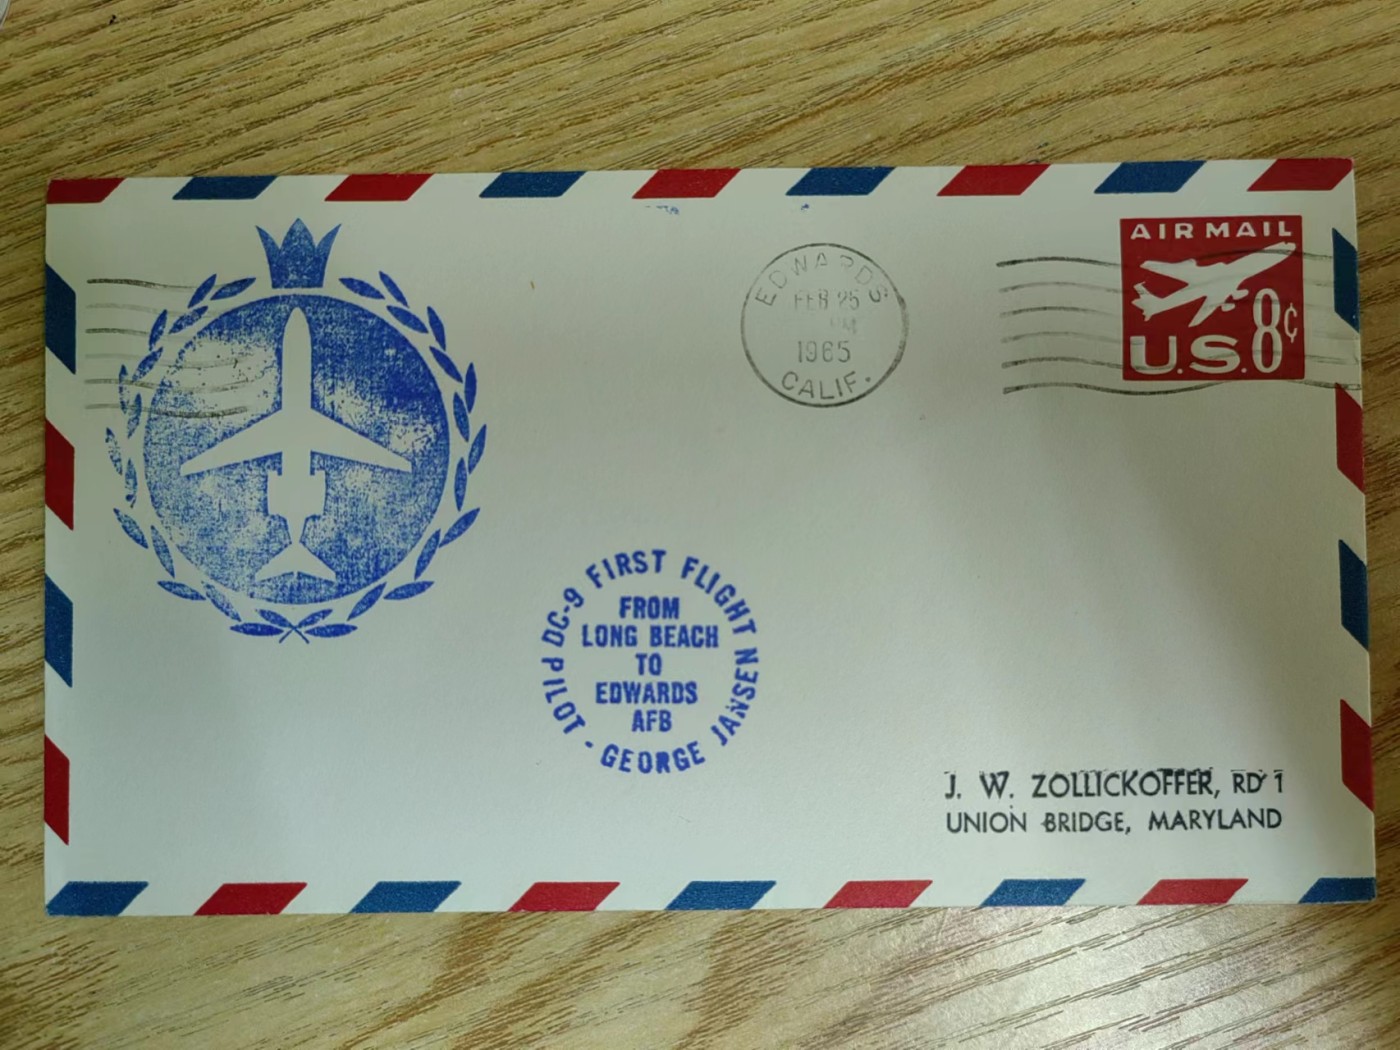 AIR MAIL
U.S. 8¢
EDWARDS
FEB 25
PM
1965
CALIF.
PILOT DC-9 FIRST FLIGHT
FROM
LONG BEACH
TO
EDWARDS
AFB
- GEORGE JANSEN
J. W. ZOLLICKOFFER, RD 1
UNION BRIDGE, MARYLAND